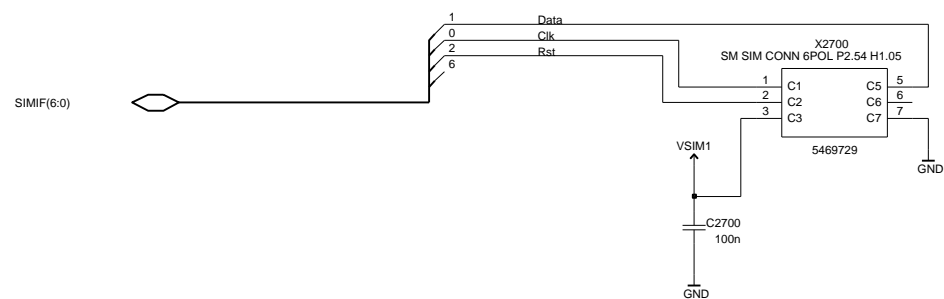 1
Data
0
Clk
2
Rst
6
X2700
SM SIM CONN 6POL P2.54 H1.05
SIMIF(6:0)
1 C1 C5 5
2 C2 C6 6
3 C3 C7 7
5469729
VSIM1
GND
C2700
100n
GND